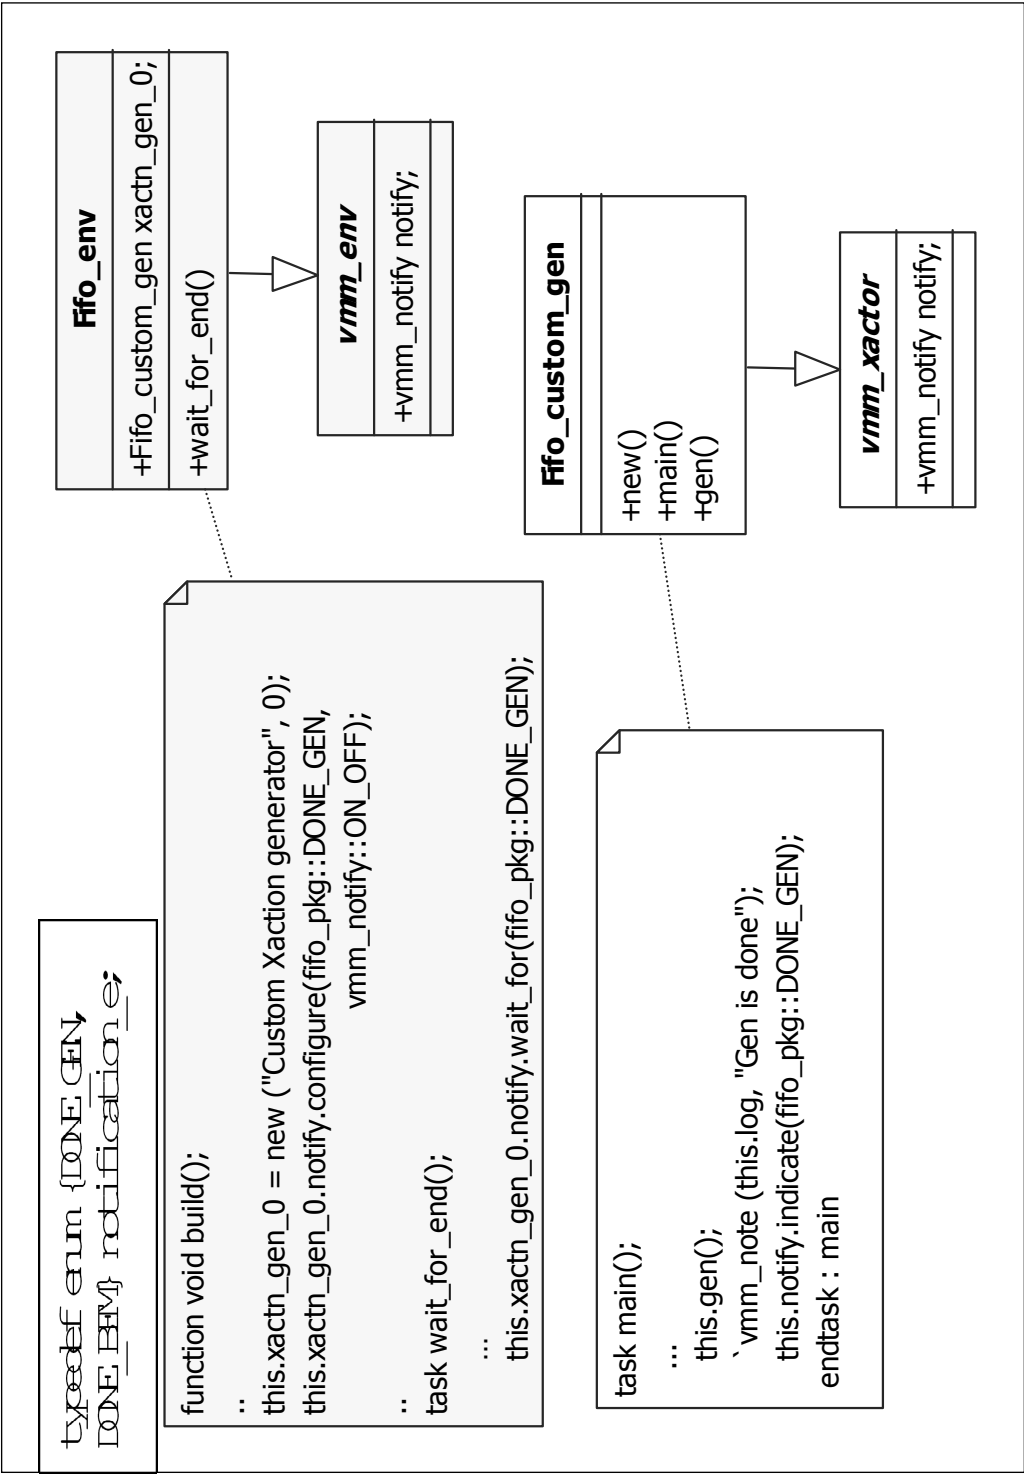 typedef enum {DONE_GEN,
DONE_BFM} notification_e;
Fifo_env
+Fifo_custom_gen xactn_gen_0;
+wait_for_end()
function void build();
..
this.xactn_gen_0 = new ("Custom Xaction generator", 0);
this.xactn_gen_0.notify.configure(fifo_pkg::DONE_GEN,
vmm_notify::ON_OFF);
..
task wait_for_end();
...
this.xactn_gen_0.notify.wait_for(fifo_pkg::DONE_GEN);
vmm_env
+vmm_notify notify;
Fifo_custom_gen
+new()
+main()
+gen()
task main();
...
this.gen();
`vmm_note (this.log, "Gen is done");
this.notify.indicate(fifo_pkg::DONE_GEN);
endtask : main
vmm_xactor
+vmm_notify notify;